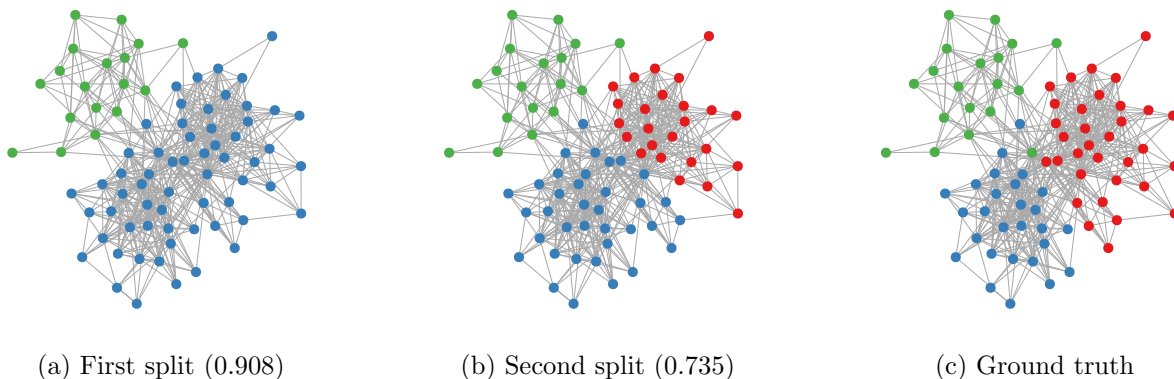 (a) First split (0.908)
(b) Second split (0.735)
(c) Ground truth